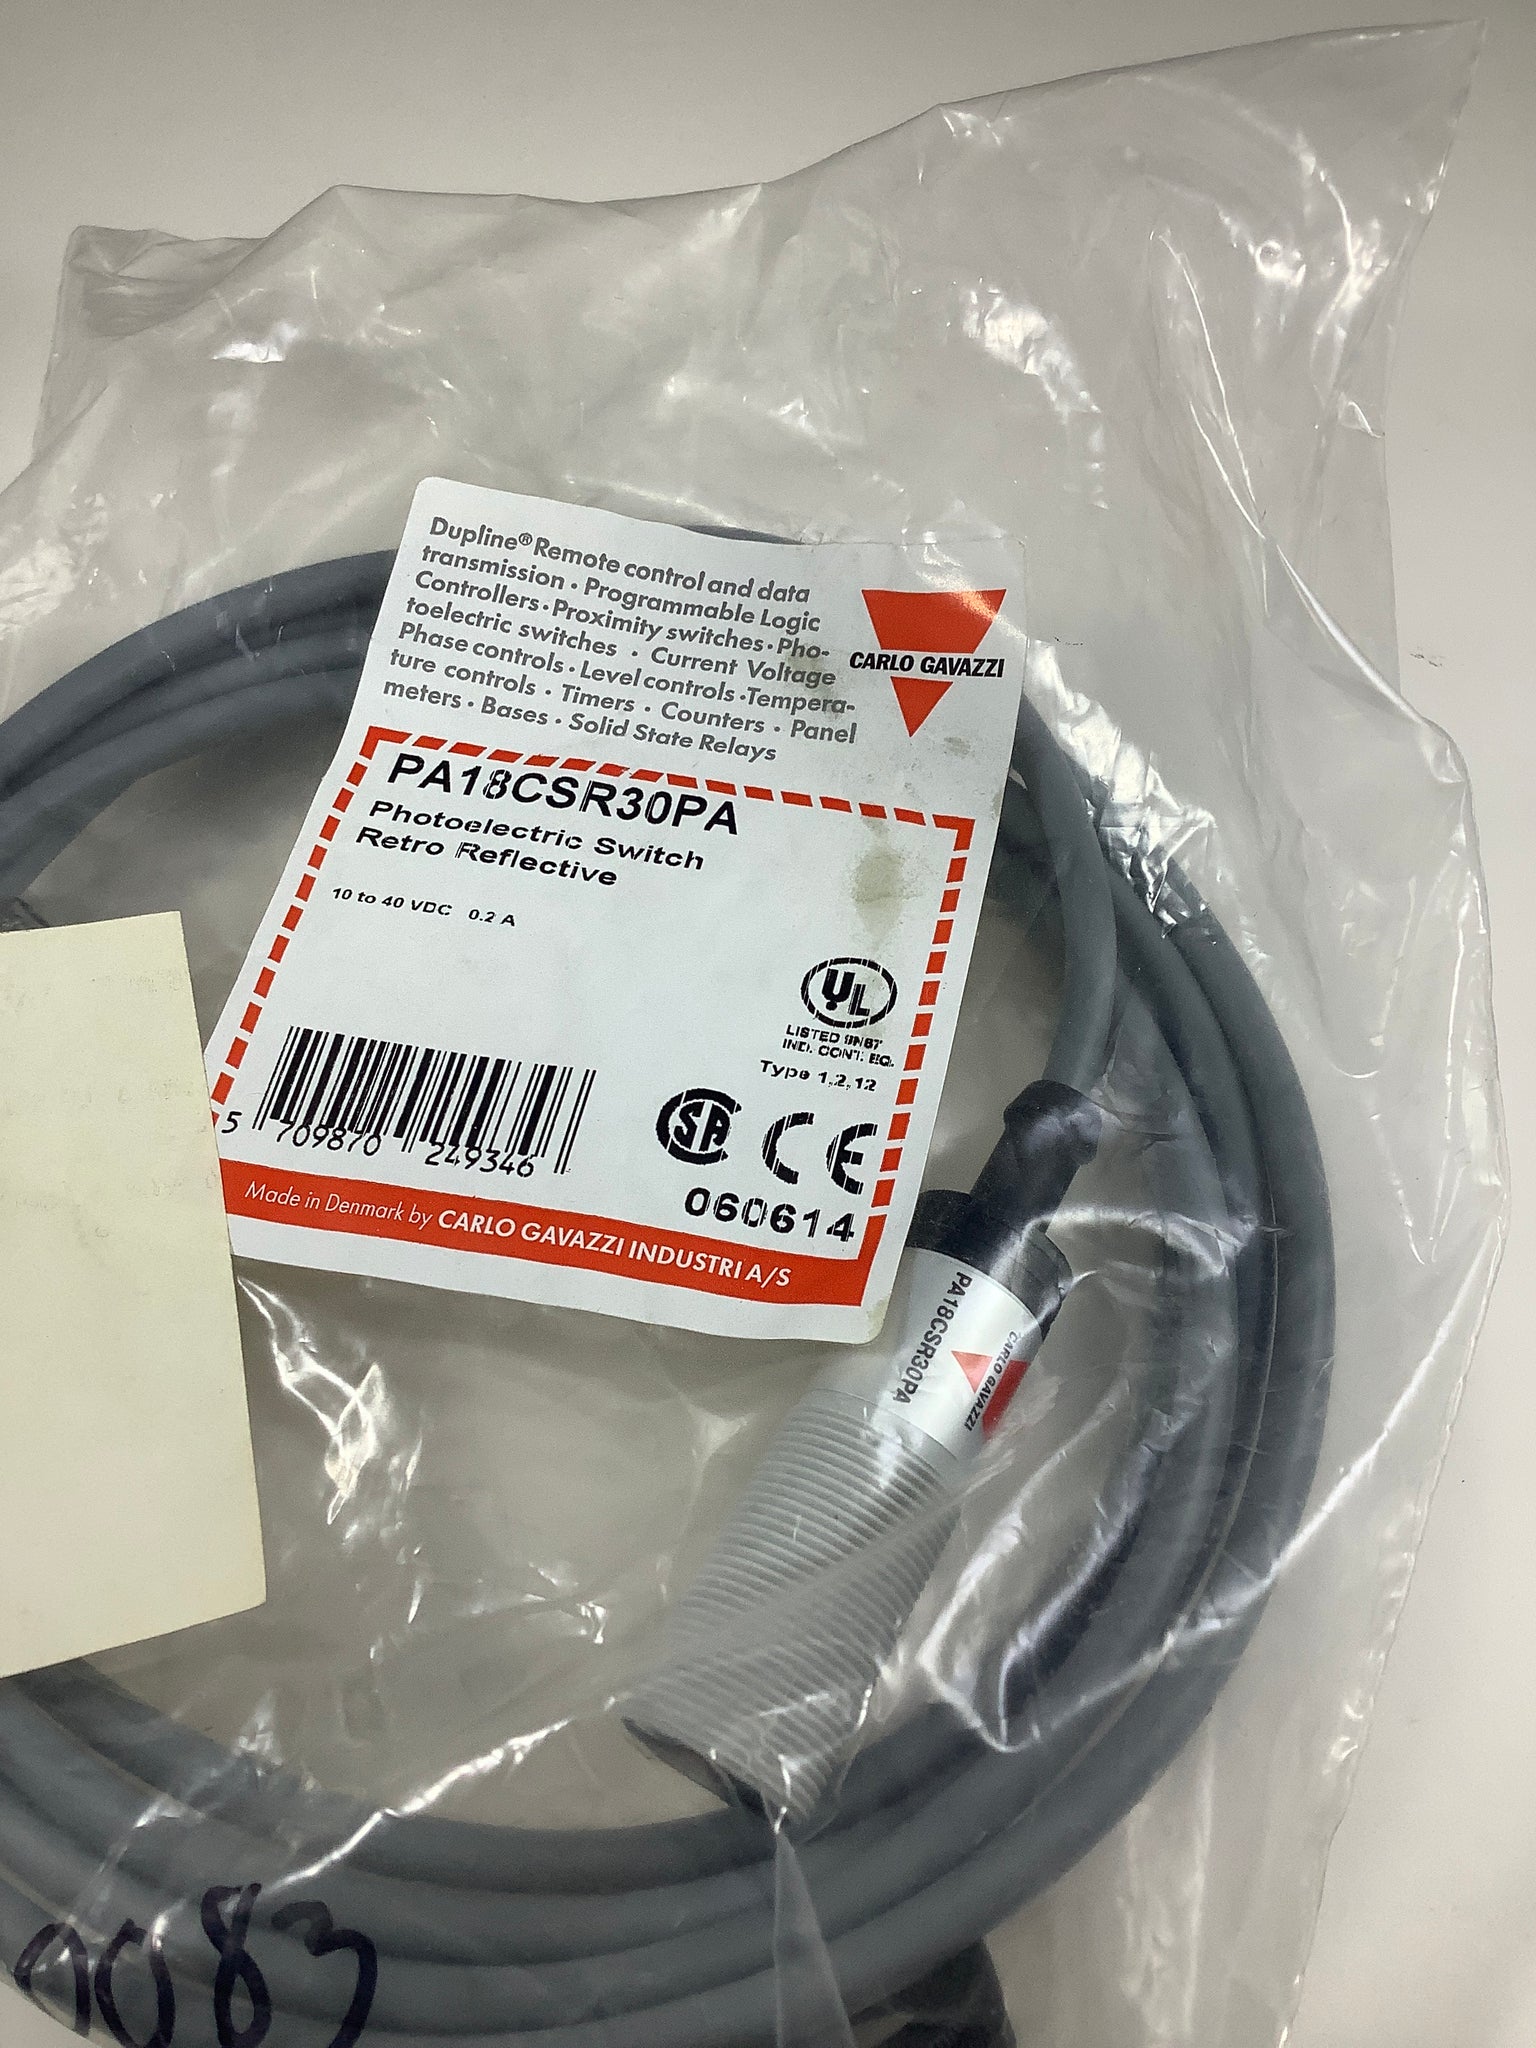 Dupline® Remote control and data
transmission · Programmable Logic
Controllers · Proximity switches · Pho-
toelectric switches · Current Voltage
Phase controls · Level controls · Tempera-
ture controls · Timers · Counters · Panel
meters · Bases · Solid State Relays
CARLO GAVAZZI
PA18CSR30PA
Photoelectric Switch
Retro Reflective
10 to 40 VDC 0.2 A
UL
LISTED
IND. CONT. EQ.
Type 1,2,12
5 709870 249346
SA CE
060614
Made in Denmark by CARLO GAVAZZI INDUSTRI A/S
PA18CSR30PA
CARLO GAVAZZI
083